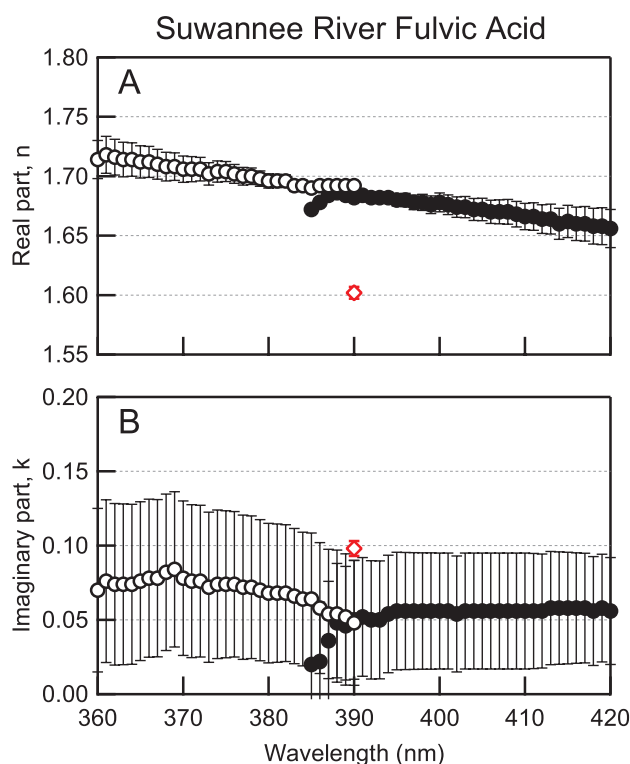 Suwannee River Fulvic Acid
A
Real part, n
1.80
1.75
1.70
1.65
1.60
1.55
B
Imaginary part, k
0.20
0.15
0.10
0.05
0.00
360 370 380 390 400 410 420
Wavelength (nm)